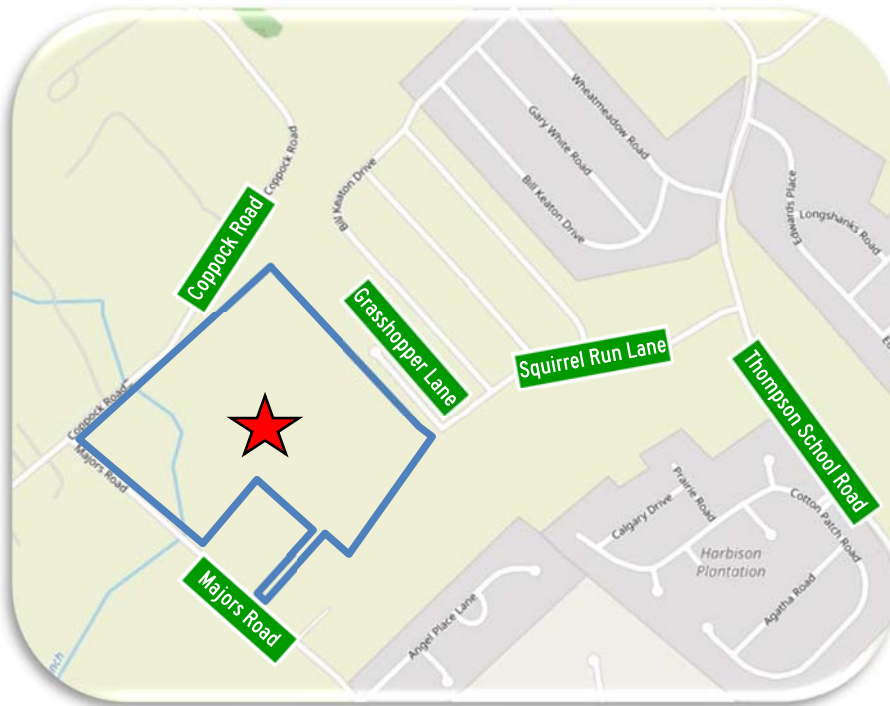 Wheatmeadow Road
Gary White Road
Coppock Road
Bill Keaton Drive
Bill Keaton Drive
Edwards Place
Longshanks Road
Coppock Road
Grasshopper Lane
Squirrel Run Lane
Thompson School Road
Coppock Road
Majors Road
Prairie Road
Calgary Drive
Cotton Patch Road
Harbison
Plantation
Agatha Road
Majors Road
Angel Place Lane